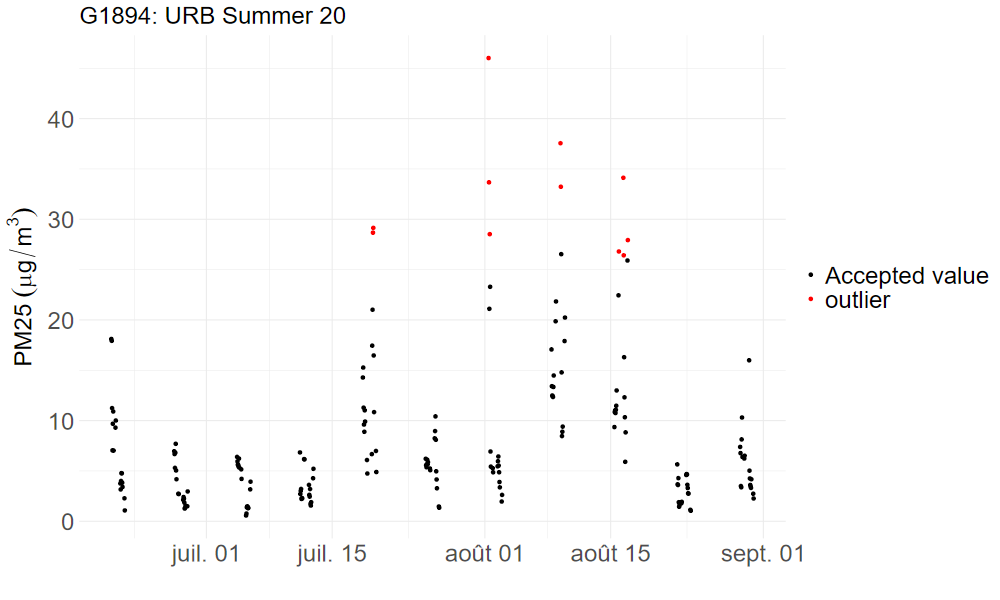 G1894: URB Summer 20
PM25 (μg/m³)
40
30
20
10
0
juil. 01
juil. 15
août 01
août 15
sept. 01
Accepted value
outlier